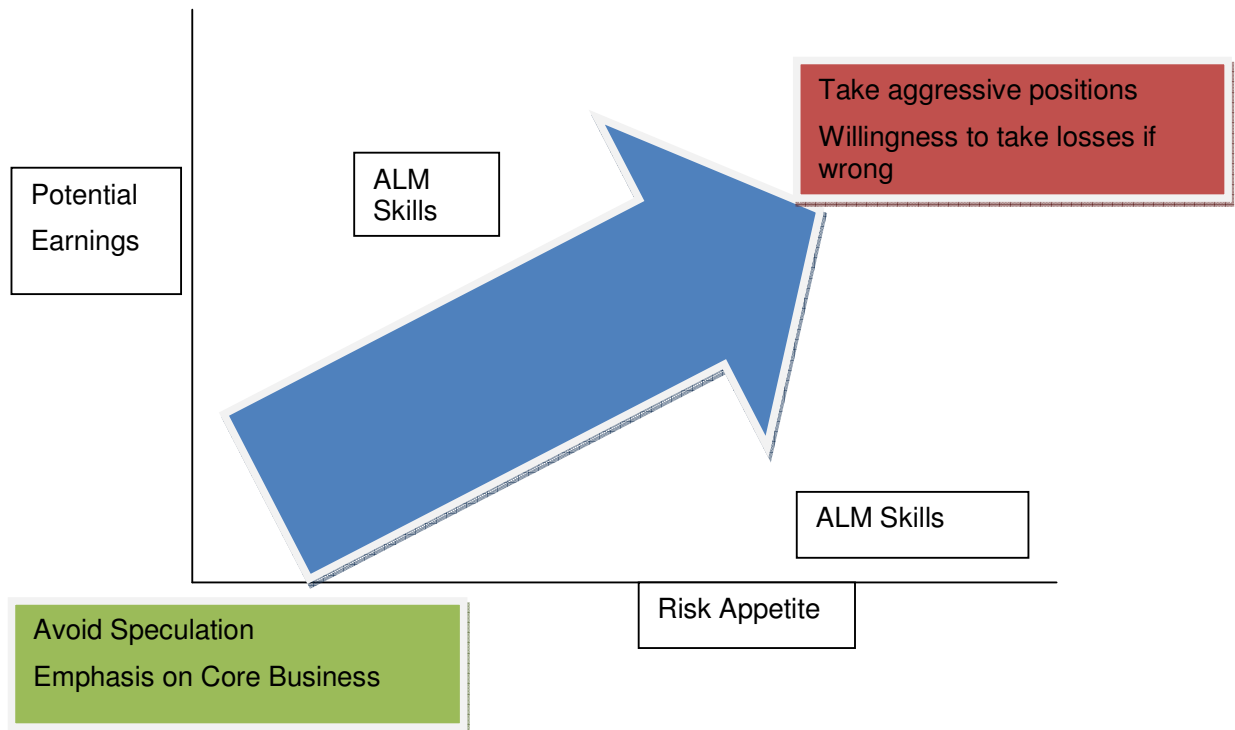 Take aggressive positions
Willingness to take losses if
wrong
ALM
Skills
Potential
Earnings
ALM Skills
Risk Appetite
Avoid Speculation
Emphasis on Core Business